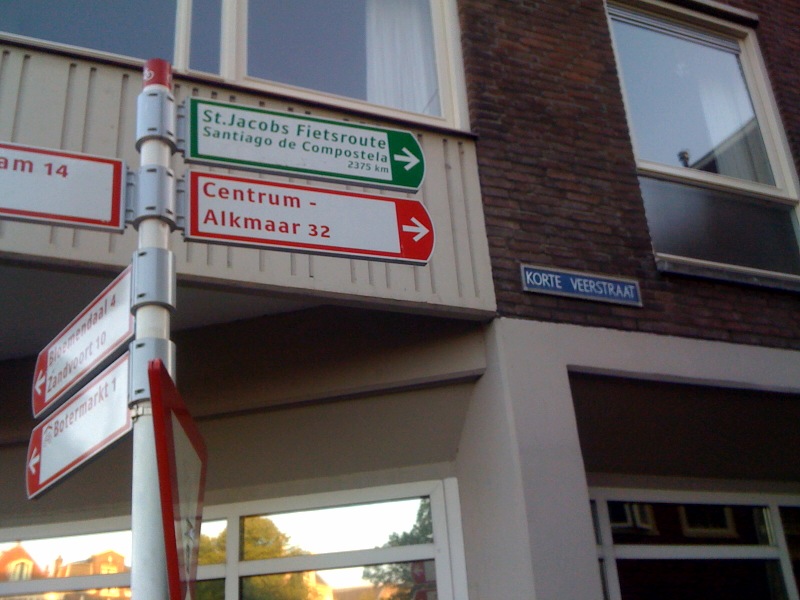 St.Jacobs Fietsroute
Santiago de Compostela
2375 km
am 14
Centrum -
Alkmaar 32
KORTE VEERSTRAAT
Bloemendaal 4
Zandvoort 10
Botermarkt 1